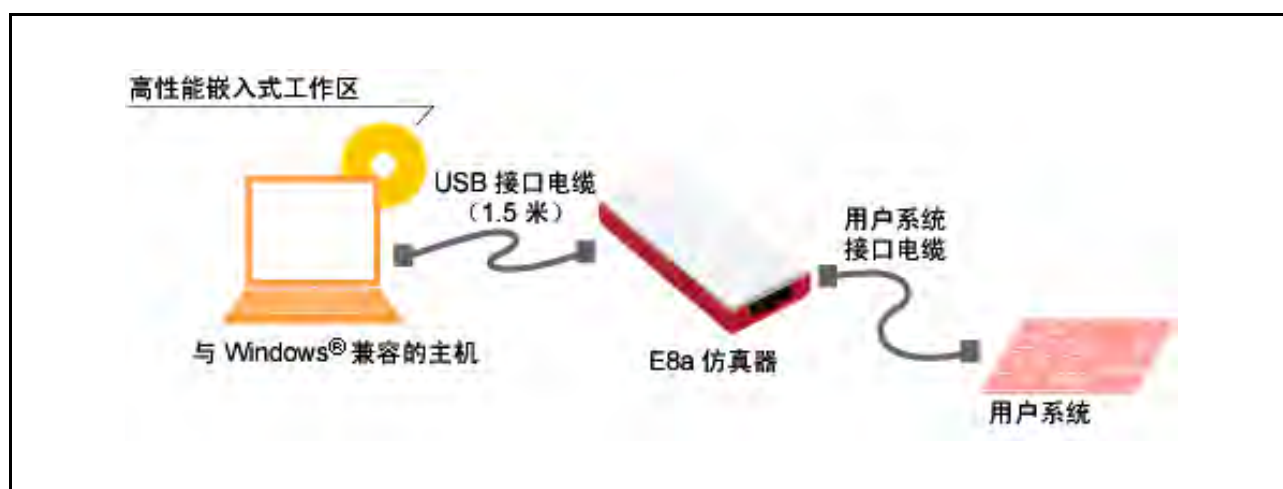 高性能嵌入式工作区
USB 接口电缆
（1.5 米）
用户系统
接口电缆
与 Windows® 兼容的主机
E8a 仿真器
用户系统